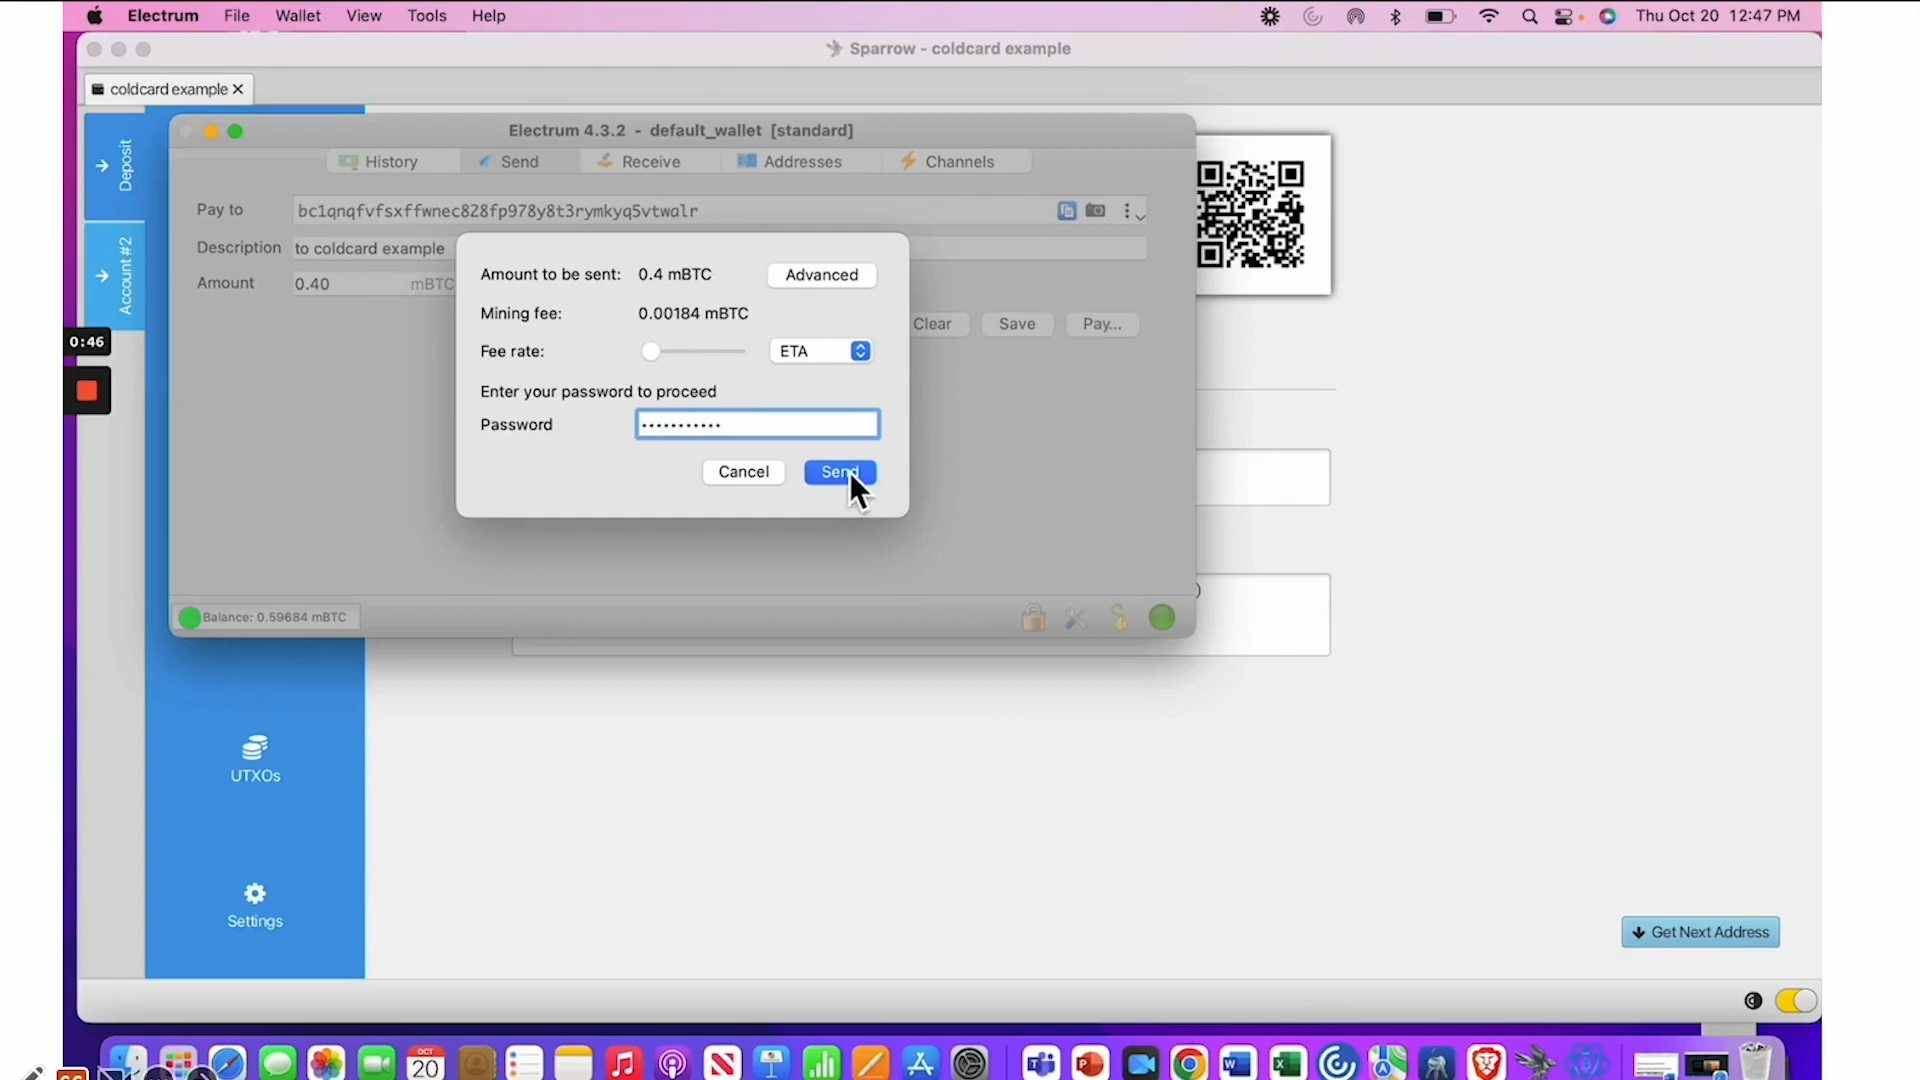 Electrum File Wallet View Tools Help Thu Oct 20 12:47 PM
Sparrow - coldcard example
coldcard example
Electrum 4.3.2 - default_wallet [standard]
History Send Receive Addresses Channels
Deposit
Account #2
Pay to bc1qnqfvfsxffwnec828fp978y8t3rymkyq5vtwalr
Description to coldcard example
Amount 0.40 mBTC
Amount to be sent: 0.4 mBTC Advanced
Mining fee: 0.00184 mBTC
Clear Save Pay...
0:46
Fee rate: ETA
Enter your password to proceed
Password
Cancel Send
)
Balance: 0.59684 mBTC
UTXOs
Settings
Get Next Address
OCT
20